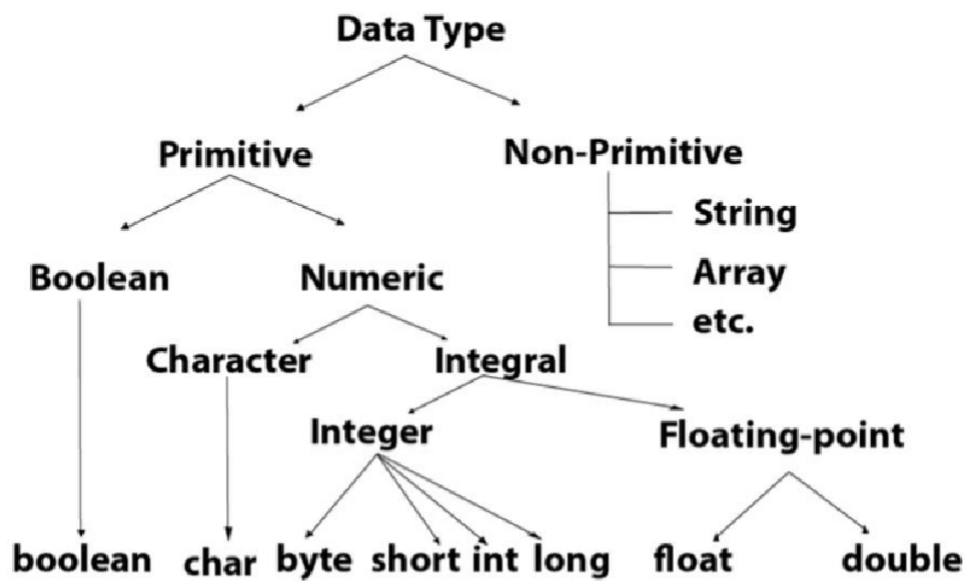 Data Type
Primitive
Non-Primitive
String
Array
etc.
Boolean
Numeric
Character
Integral
Integer
Floating-point
boolean
char
byte
short
int
long
float
double